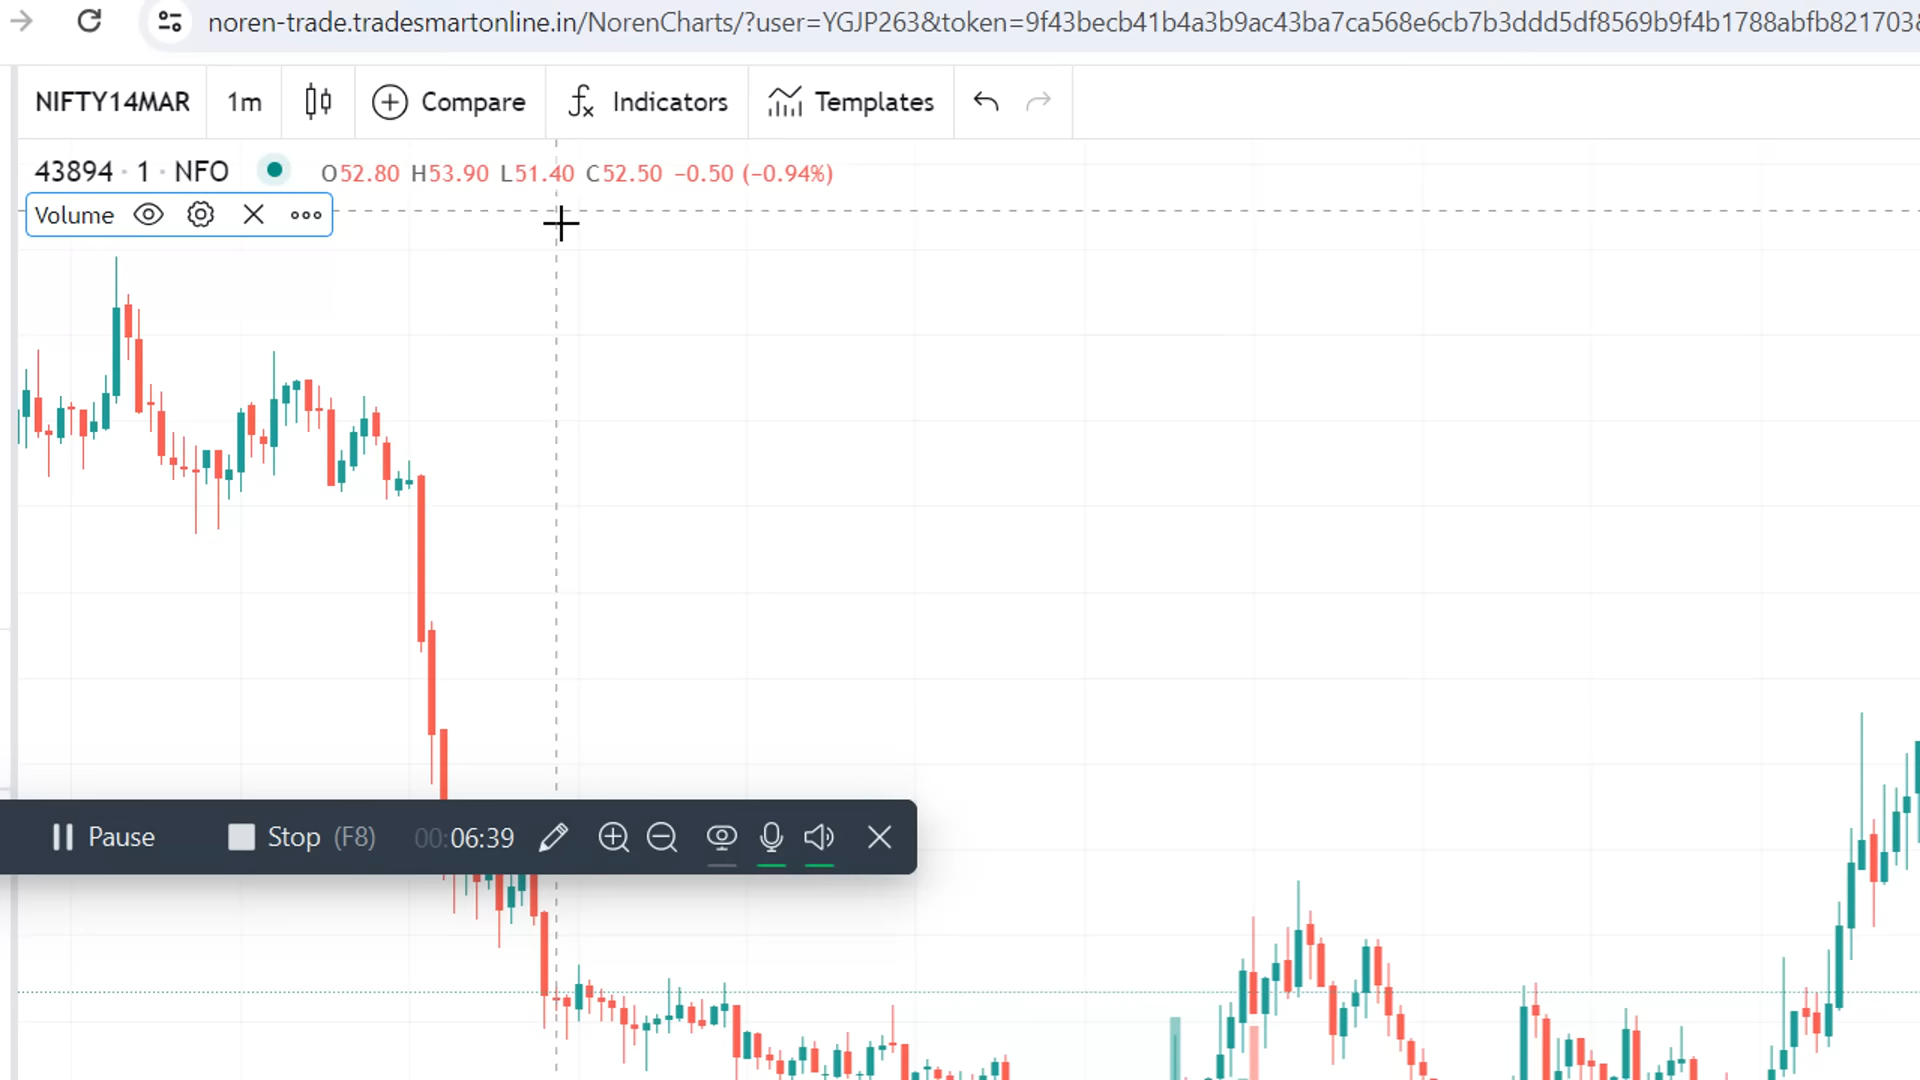 noren-trade.tradesmartonline.in/NorenCharts/?user=YGJP263&token=9f43becb41b4a3b9ac43ba7ca568e6cb7b3ddd5df8569b9f4b1788abfb821703&
NIFTY14MAR 1m Compare Indicators Templates
43894 · 1 · NFO O52.80 H53.90 L51.40 C52.50 −0.50 (−0.94%)
Volume
Pause Stop (F8) 00:06:39